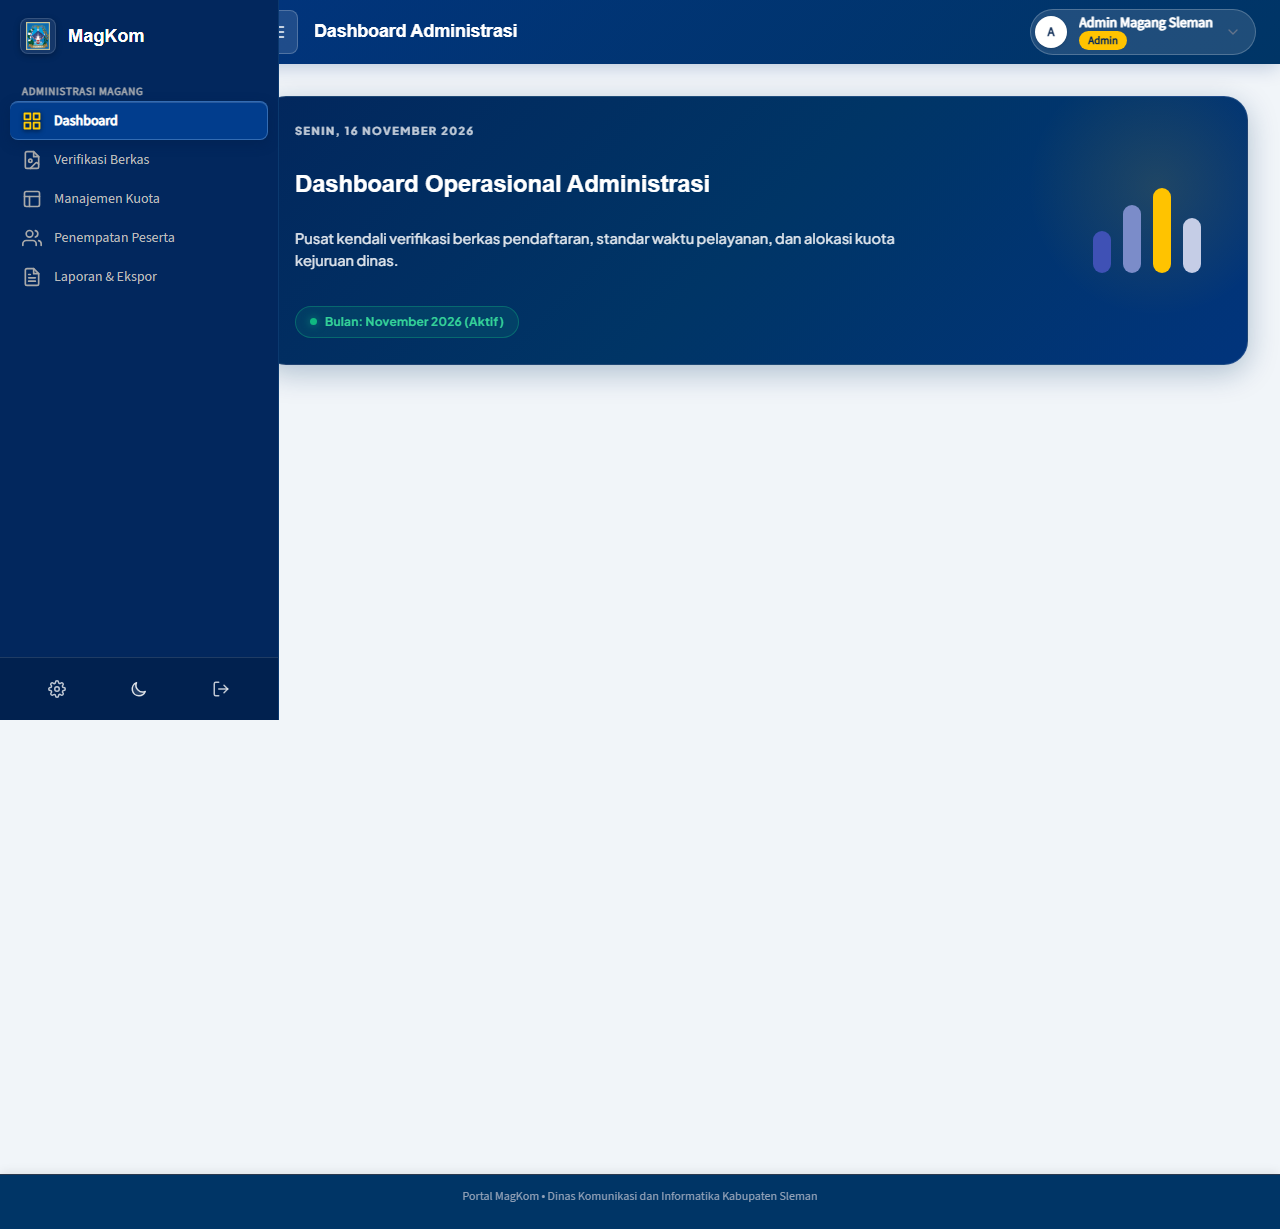 MagKom
ADMINISTRASI MAGANG
Dashboard
Verifikasi Berkas
Manajemen Kuota
Penempatan Peserta
Laporan & Ekspor
Dashboard Administrasi
A
Admin Magang Sleman
Admin
SENIN, 16 NOVEMBER 2026
Dashboard Operasional Administrasi
Pusat kendali verifikasi berkas pendaftaran, standar waktu pelayanan, dan alokasi kuota
kejuruan dinas.
Bulan: November 2026 (Aktif)
Portal MagKom • Dinas Komunikasi dan Informatika Kabupaten Sleman